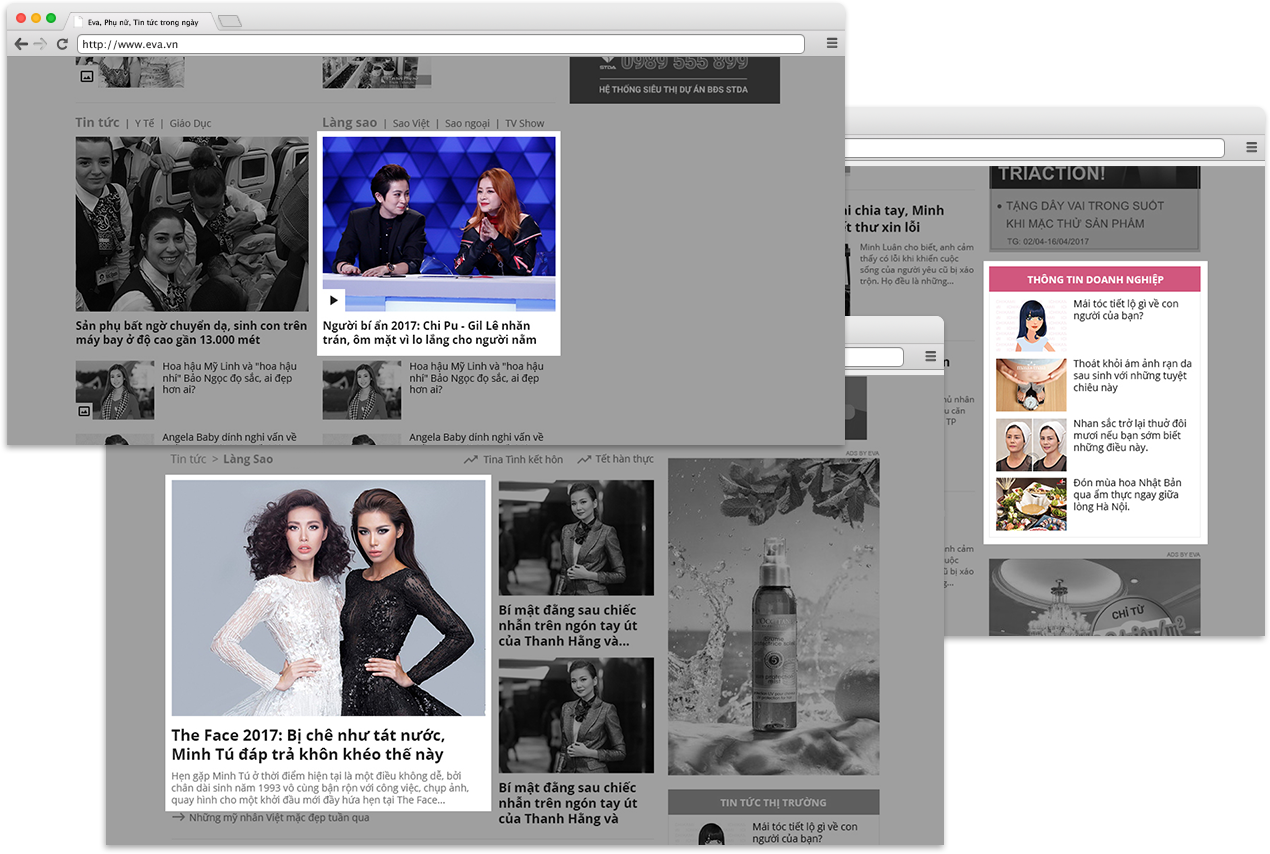 Eva, Phụ nữ, Tin tức trong ngày
http://www.eva.vn
STDA
0989 555 899
HỆ THỐNG SIÊU THỊ DỰ ÁN BĐS STDA
Tin tức | Y Tế | Giáo Dục
Làng sao | Sao Việt | Sao ngoại | TV Show
Sản phụ bất ngờ chuyển dạ, sinh con trên
máy bay ở độ cao gần 13.000 mét
Người bí ẩn 2017: Chi Pu - Gil Lê nhăn
trán, ôm mặt vì lo lắng cho người nằm
Hoa hậu Mỹ Linh và "hoa hậu
nhí" Bảo Ngọc đọ sắc, ai đẹp
hơn ai?
Hoa hậu Mỹ Linh và "hoa hậu
nhí" Bảo Ngọc đọ sắc, ai đẹp
hơn ai?
Angela Baby dính nghi vấn về
Angela Baby dính nghi vấn về
TRIACTION!
• TẶNG DÂY VAI TRONG SUỐT
KHI MẶC THỬ SẢN PHẨM
TG: 02/04-16/04/2017
chia tay, Minh
thư xin lỗi
Minh Luân cho biết, anh cảm
thấy có lỗi khi khiến cuộc
sống của người yêu cũ bị xáo
trộn. Họ đều là những...
THÔNG TIN DOANH NGHIỆP
Mái tóc tiết lộ gì về con
người của bạn?
Thoát khỏi ám ảnh rạn da
sau sinh với những tuyệt
chiêu này
Nhan sắc trở lại thuở đôi
mươi nếu bạn sớm biết
những điều này.
Đón mùa hoa Nhật Bản
qua ẩm thực ngay giữa
lòng Hà Nội.
ADS BY EVA
CHỈ TỪ
nhân
cần
TP
anh cảm
cuộc
bị xáo
Tin tức > Làng Sao
Tina Tình kết hôn
Tết hàn thực
ADS BY EVA
The Face 2017: Bị chê như tát nước,
Minh Tú đáp trả khôn khéo thế này
Hẹn gặp Minh Tú ở thời điểm hiện tại là một điều không dễ, bởi
chân dài sinh năm 1993 vô cùng bận rộn với công việc, chụp ảnh,
quay hình cho một khởi đầu mới đầy hứa hẹn tại The Face...
→ Những mỹ nhân Việt mặc đẹp tuần qua
Bí mật đằng sau chiếc
nhẫn trên ngón tay út
của Thanh Hằng và...
Bí mật đằng sau chiếc
nhẫn trên ngón tay út
của Thanh Hằng và
5
TIN TỨC THỊ TRƯỜNG
Mái tóc tiết lộ gì về con
người của bạn?